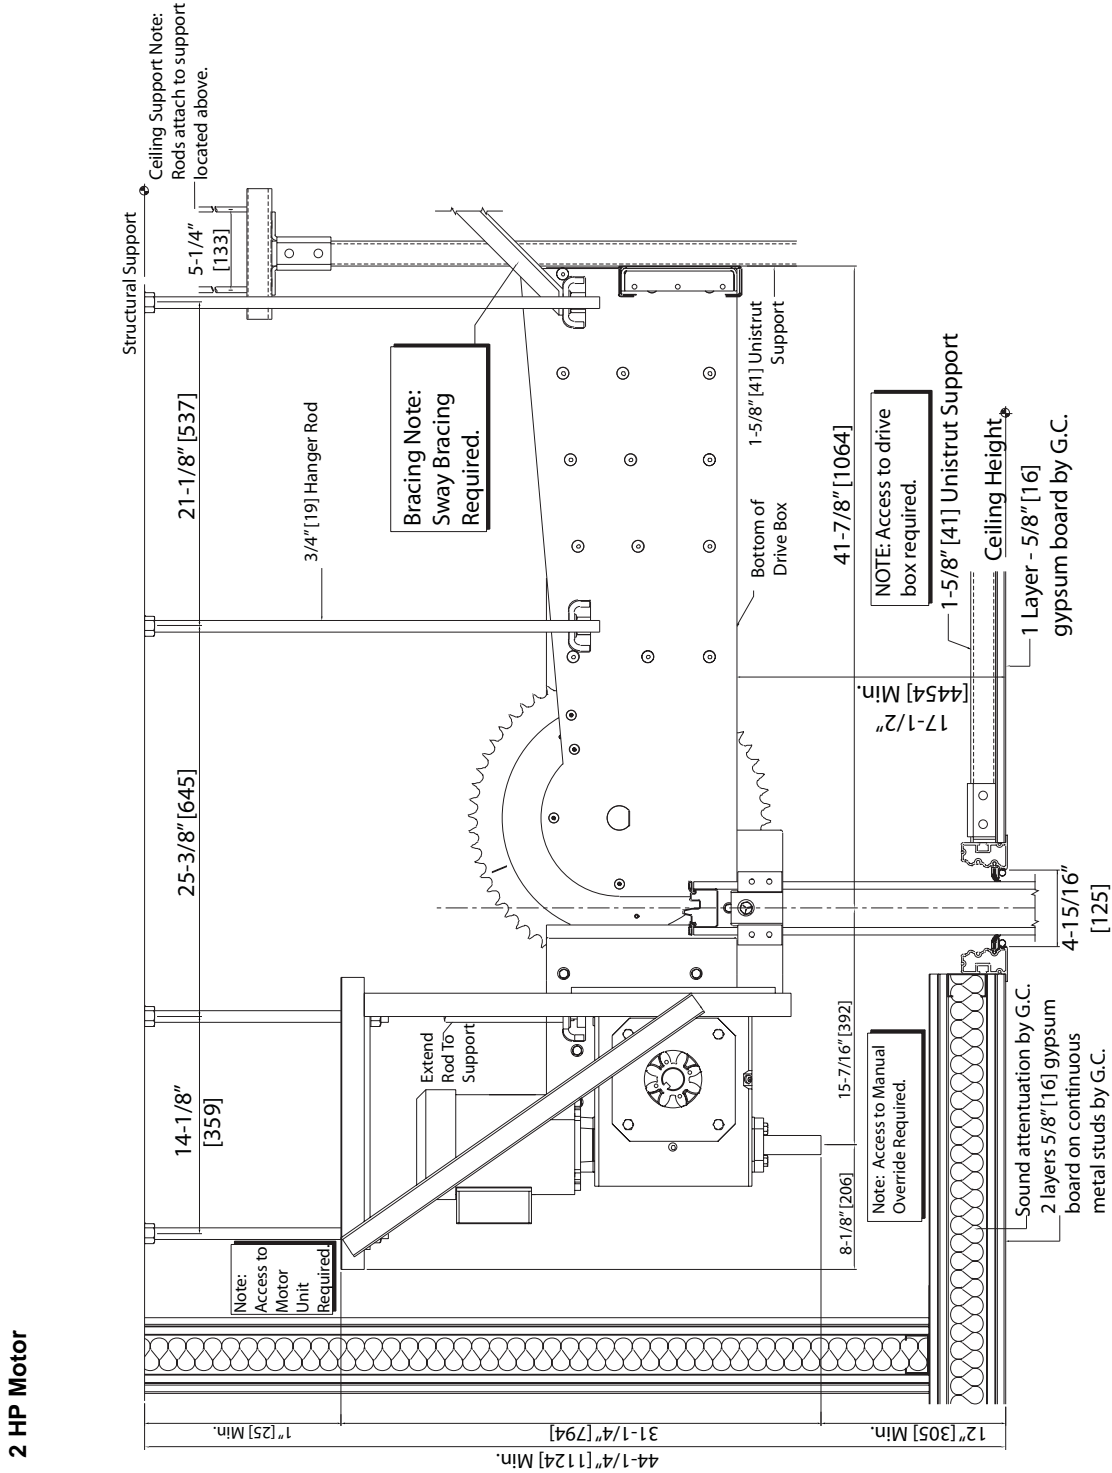 2 HP Motor
Structural Support
Ceiling Support Note:
Rods attach to support
located above.
14-1/8"
[359]
25-3/8" [645]
21-1/8" [537]
5-1/4"
[133]
3/4" [19] Hanger Rod
Note:
Access to
Motor
Unit
Required.
Extend
Rod To
Support
Bracing Note:
Sway Bracing
Required.
1-5/8" [41] Unistrut
Support
Bottom of
Drive Box
8-1/8" [206]
15-7/16" [392]
41-7/8" [1064]
Note: Access to Manual
Override Required.
NOTE: Access to drive
box required.
17-1/2"
[4454] Min.
1-5/8" [41] Unistrut Support
Ceiling Height
1 Layer - 5/8" [16]
gypsum board by G.C.
4-15/16"
[125]
Sound attentuation by G.C.
2 layers 5/8" [16] gypsum
board on continuous
metal studs by G.C.
1" [25] Min.
31-1/4" [794]
12" [305] Min.
44-1/4" [1124] Min.